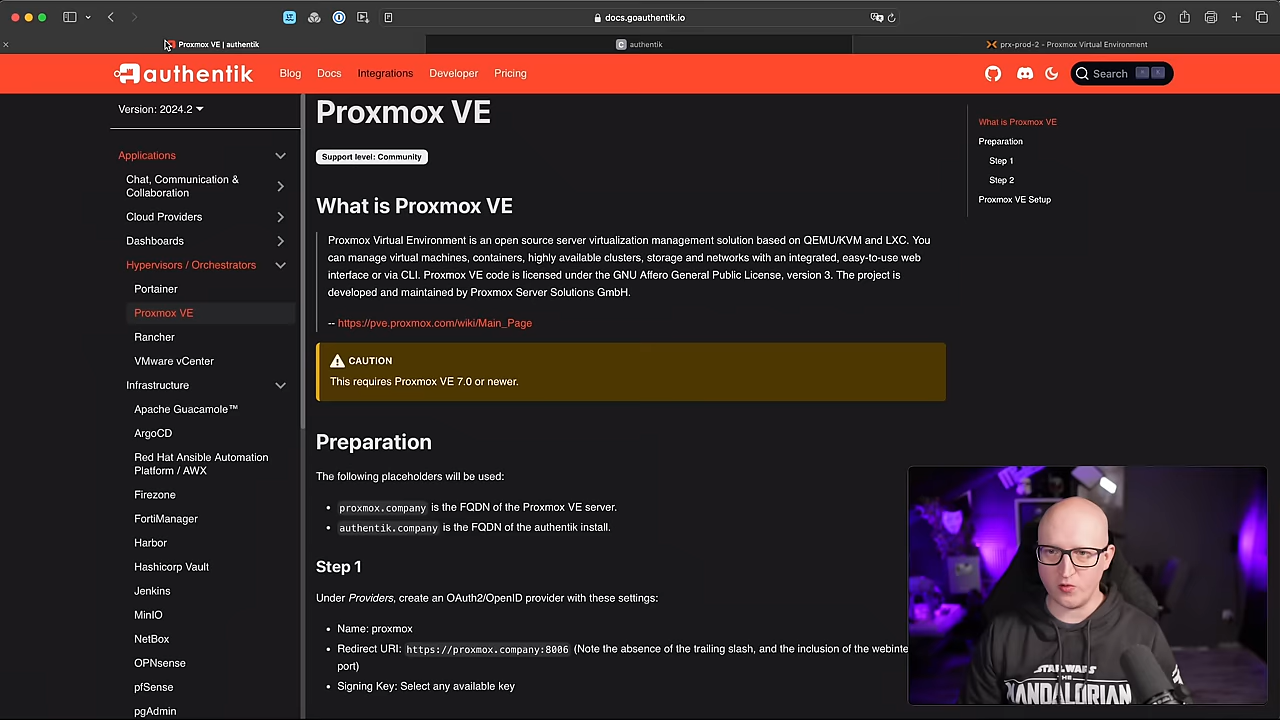 docs.goauthentik.io
Proxmox VE | authentik
authentik
prx-prod-2 - Proxmox Virtual Environment
authentik
Blog
Docs
Integrations
Developer
Pricing
Search
Version: 2024.2
Applications
Chat, Communication &
Collaboration
Cloud Providers
Dashboards
Hypervisors / Orchestrators
Portainer
Proxmox VE
Rancher
VMware vCenter
Infrastructure
Apache Guacamole™
ArgoCD
Red Hat Ansible Automation
Platform / AWX
Firezone
FortiManager
Harbor
Hashicorp Vault
Jenkins
MinIO
NetBox
OPNsense
pfSense
pgAdmin
Proxmox VE
Support level: Community
What is Proxmox VE
Proxmox Virtual Environment is an open source server virtualization management solution based on QEMU/KVM and LXC. You
can manage virtual machines, containers, highly available clusters, storage and networks with an integrated, easy-to-use web
interface or via CLI. Proxmox VE code is licensed under the GNU Affero General Public License, version 3. The project is
developed and maintained by Proxmox Server Solutions GmbH.
-- https://pve.proxmox.com/wiki/Main_Page
CAUTION
This requires Proxmox VE 7.0 or newer.
Preparation
The following placeholders will be used:
• proxmox.company is the FQDN of the Proxmox VE server.
• authentik.company is the FQDN of the authentik install.
Step 1
Under Providers, create an OAuth2/OpenID provider with these settings:
• Name: proxmox
• Redirect URI: https://proxmox.company:8006 (Note the absence of the trailing slash, and the inclusion of the webinte
port)
• Signing Key: Select any available key
What is Proxmox VE
Preparation
Step 1
Step 2
Proxmox VE Setup
STAR WARS
THE
MANDALORIAN